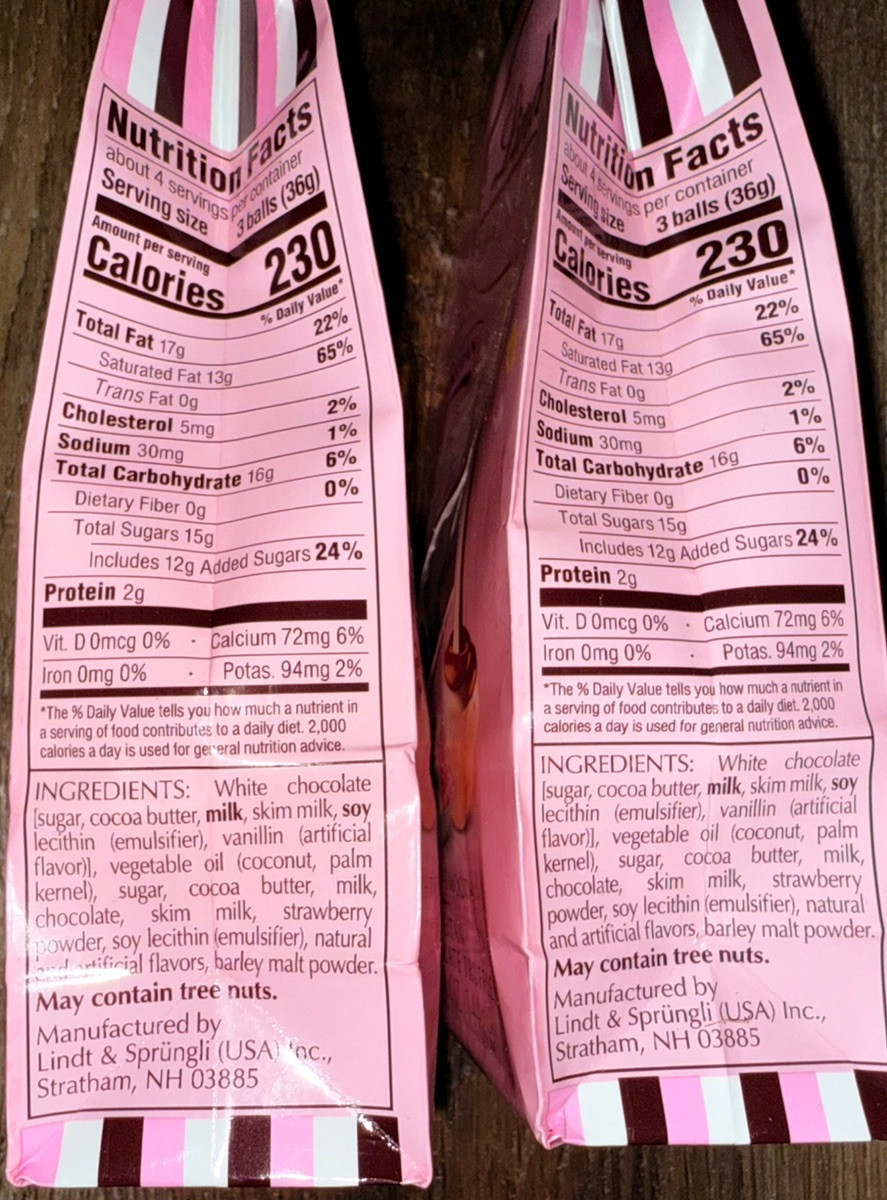 Nutrition Facts
about 4 servings per container
Serving size 3 balls (36g)
Amount per serving
Calories 230
% Daily Value*
Total Fat 17g 22%
Saturated Fat 13g 65%
Trans Fat 0g
Cholesterol 5mg 2%
Sodium 30mg 1%
Total Carbohydrate 16g 6%
Dietary Fiber 0g 0%
Total Sugars 15g
Includes 12g Added Sugars 24%
Protein 2g
Vit. D 0mcg 0% · Calcium 72mg 6%
Iron 0mg 0% · Potas. 94mg 2%
*The % Daily Value tells you how much a nutrient in
a serving of food contributes to a daily diet. 2,000
calories a day is used for general nutrition advice.
INGREDIENTS: White chocolate
[sugar, cocoa butter, milk, skim milk, soy
lecithin (emulsifier), vanillin (artificial
flavor)], vegetable oil (coconut, palm
kernel), sugar, cocoa butter, milk,
chocolate, skim milk, strawberry
powder, soy lecithin (emulsifier), natural
and artificial flavors, barley malt powder.
May contain tree nuts.
Manufactured by
Lindt & Sprüngli (USA) Inc.,
Stratham, NH 03885
Nutrition Facts
about 4 servings per container
Serving size 3 balls (36g)
Amount per serving
Calories 230
% Daily Value*
Total Fat 17g 22%
Saturated Fat 13g 65%
Trans Fat 0g
Cholesterol 5mg 2%
Sodium 30mg 1%
Total Carbohydrate 16g 6%
Dietary Fiber 0g 0%
Total Sugars 15g
Includes 12g Added Sugars 24%
Protein 2g
Vit. D 0mcg 0% · Calcium 72mg 6%
Iron 0mg 0% · Potas. 94mg 2%
*The % Daily Value tells you how much a nutrient in
a serving of food contributes to a daily diet. 2,000
calories a day is used for general nutrition advice.
INGREDIENTS: White chocolate
[sugar, cocoa butter, milk, skim milk, soy
lecithin (emulsifier), vanillin (artificial
flavor)], vegetable oil (coconut, palm
kernel), sugar, cocoa butter, milk,
chocolate, skim milk, strawberry
powder, soy lecithin (emulsifier), natural
and artificial flavors, barley malt powder.
May contain tree nuts.
Manufactured by
Lindt & Sprüngli (USA) Inc.,
Stratham, NH 03885